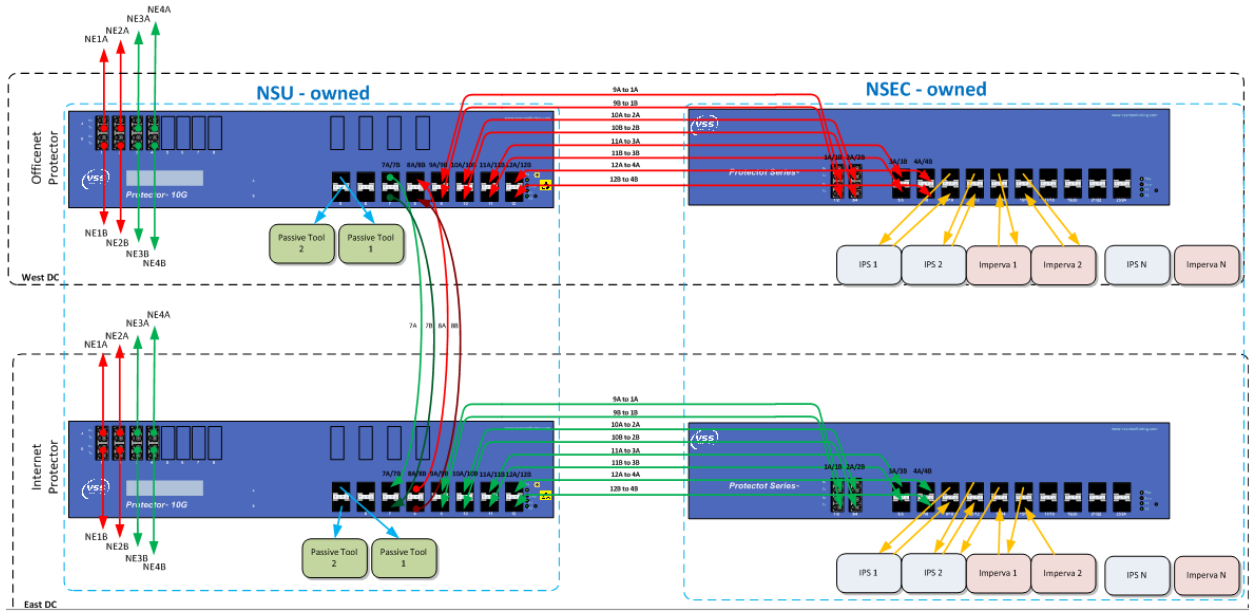 NE1A
NE2A
NE3A
NE4A
NSU - owned
NSEC - owned
Officenet
Protector
vss
Protector- 10G
7A/7B
8A/8B
9A/9B
10A/10B
11A/11B
12A/12B
9A to 1A
9B to 1B
10A to 2A
10B to 2B
11A to 3A
11B to 3B
12A to 4A
12B to 4B
vss
Protectot Series-
1A/1B
2A/2B
3A/3B
4A/4B
NE1B
NE2B
NE3B
NE4B
Passive Tool
2
Passive Tool
1
IPS 1
IPS 2
Imperva 1
Imperva 2
IPS N
Imperva N
West DC
7A
7B
8A
8B
NE1A
NE2A
NE3A
NE4A
Internet
Protector
vss
Protector- 10G
7A/7B
8A/8B
9A/9B
10A/10B
11A/11B
12A/12B
9A to 1A
9B to 1B
10A to 2A
10B to 2B
11A to 3A
11B to 3B
12A to 4A
12B to 4B
vss
Protectot Series-
1A/1B
2A/2B
3A/3B
4A/4B
NE1B
NE2B
NE3B
NE4B
Passive Tool
2
Passive Tool
1
IPS 1
IPS 2
Imperva 1
Imperva 2
IPS N
Imperva N
East DC